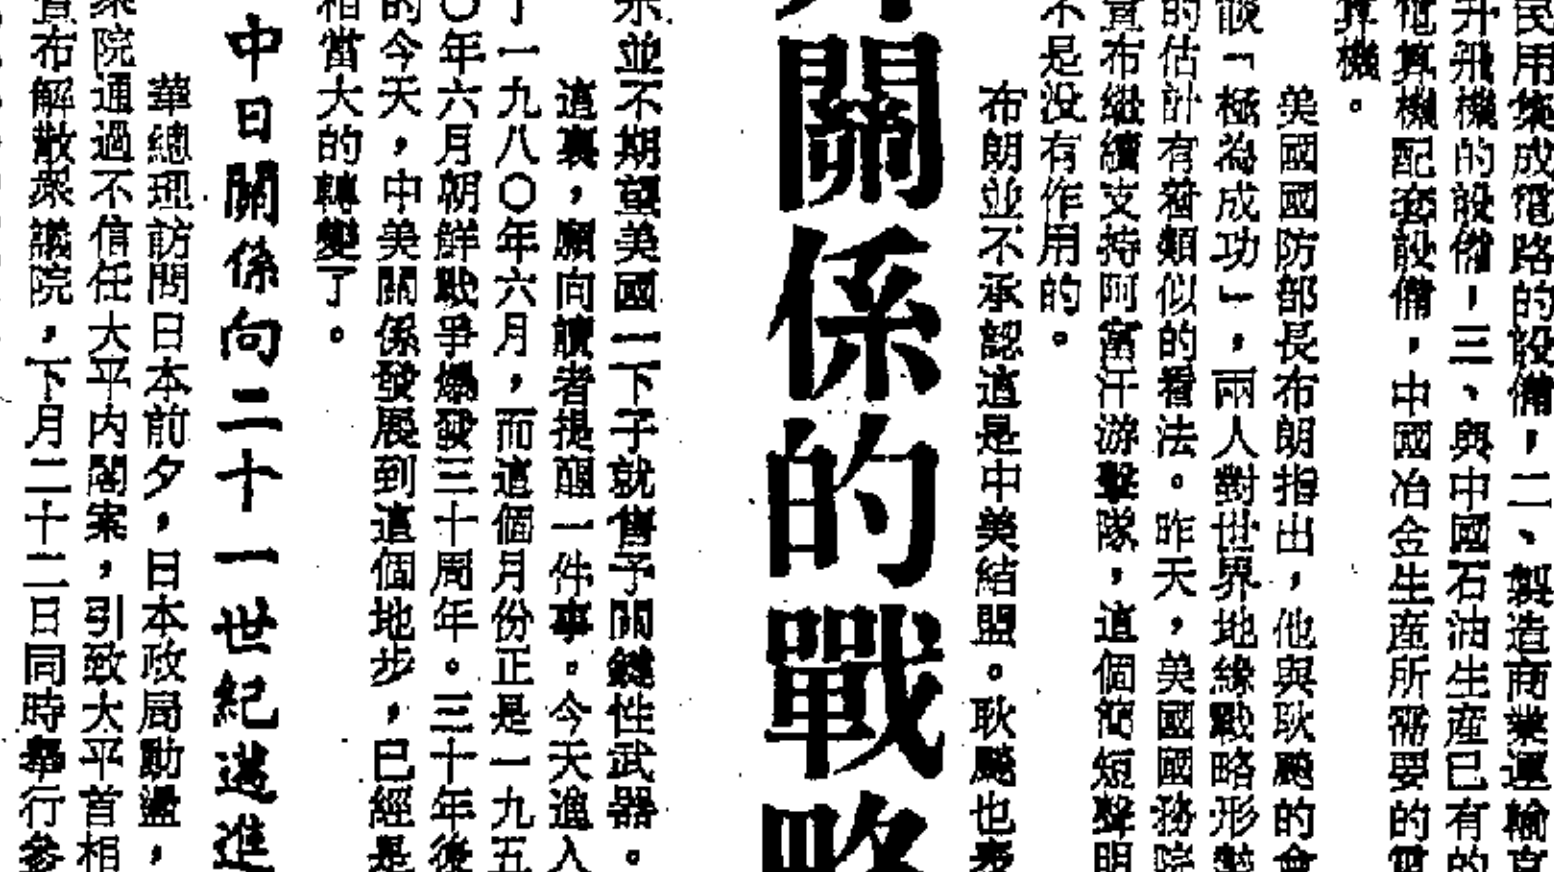 民用集成電路的設備，二、製造商業運輸直
升飛機的設備，三、與中國石油生産已有的
電算機配套設備，中國冶金生産所需要的電
算機。
美國國防部長布朗指出，他與耿飈的會
談「極為成功」，兩人對世界地緣戰略形勢
的估計有着類似的看法。昨天，美國國務院
宣布繼續支持阿富汗游擊隊，這個簡短聲明
不是没有作用的。
布朗並不承認這是中美結盟。耿飈也表
關係的戰略
示並不期望美國一下子就售予關鍵性武器。
這裏，願向讀者提醒一件事。今天進入
了一九八〇年六月，而這個月份正是一九五
〇年六月朝鮮戰爭爆發三十周年。三十年後
的今天，中美關係發展到這個地步，已經是
相當大的轉變了。
中日關係向二十一世紀邁進
華總理訪問日本前夕，日本政局動盪，
眾院通過不信任大平内閣案，引致大平首相
宣布解散衆議院，下月二十二日同時舉行參